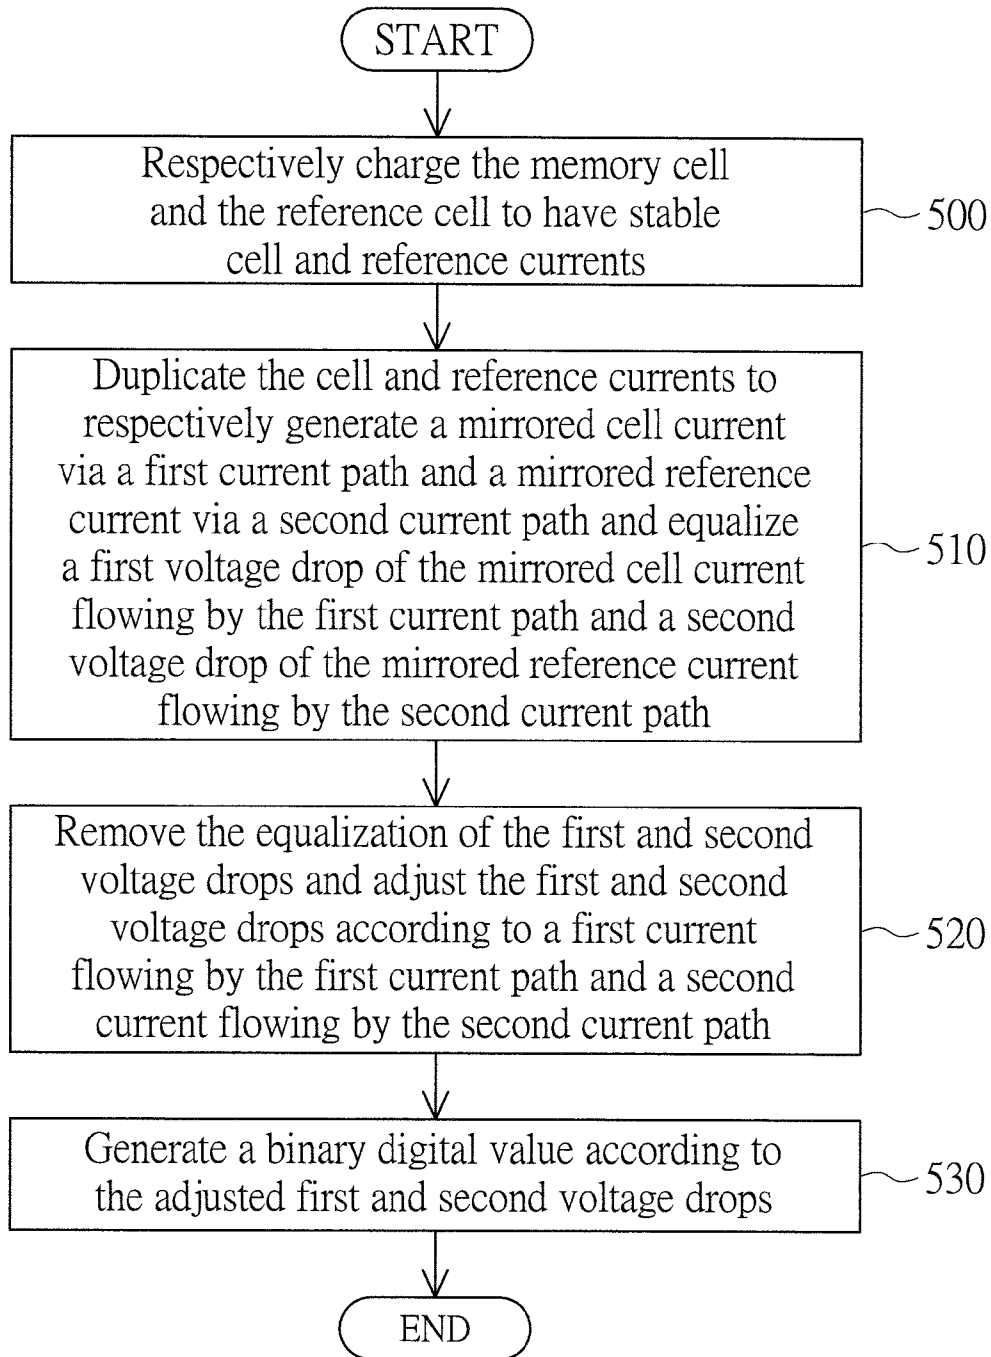 START
Respectively charge the memory cell
and the reference cell to have stable
cell and reference currents
500
Duplicate the cell and reference currents to
respectively generate a mirrored cell current
via a first current path and a mirrored reference
current via a second current path and equalize
a first voltage drop of the mirrored cell current
flowing by the first current path and a second
voltage drop of the mirrored reference current
flowing by the second current path
510
Remove the equalization of the first and second
voltage drops and adjust the first and second
voltage drops according to a first current
flowing by the first current path and a second
current flowing by the second current path
520
Generate a binary digital value according to
the adjusted first and second voltage drops
530
END